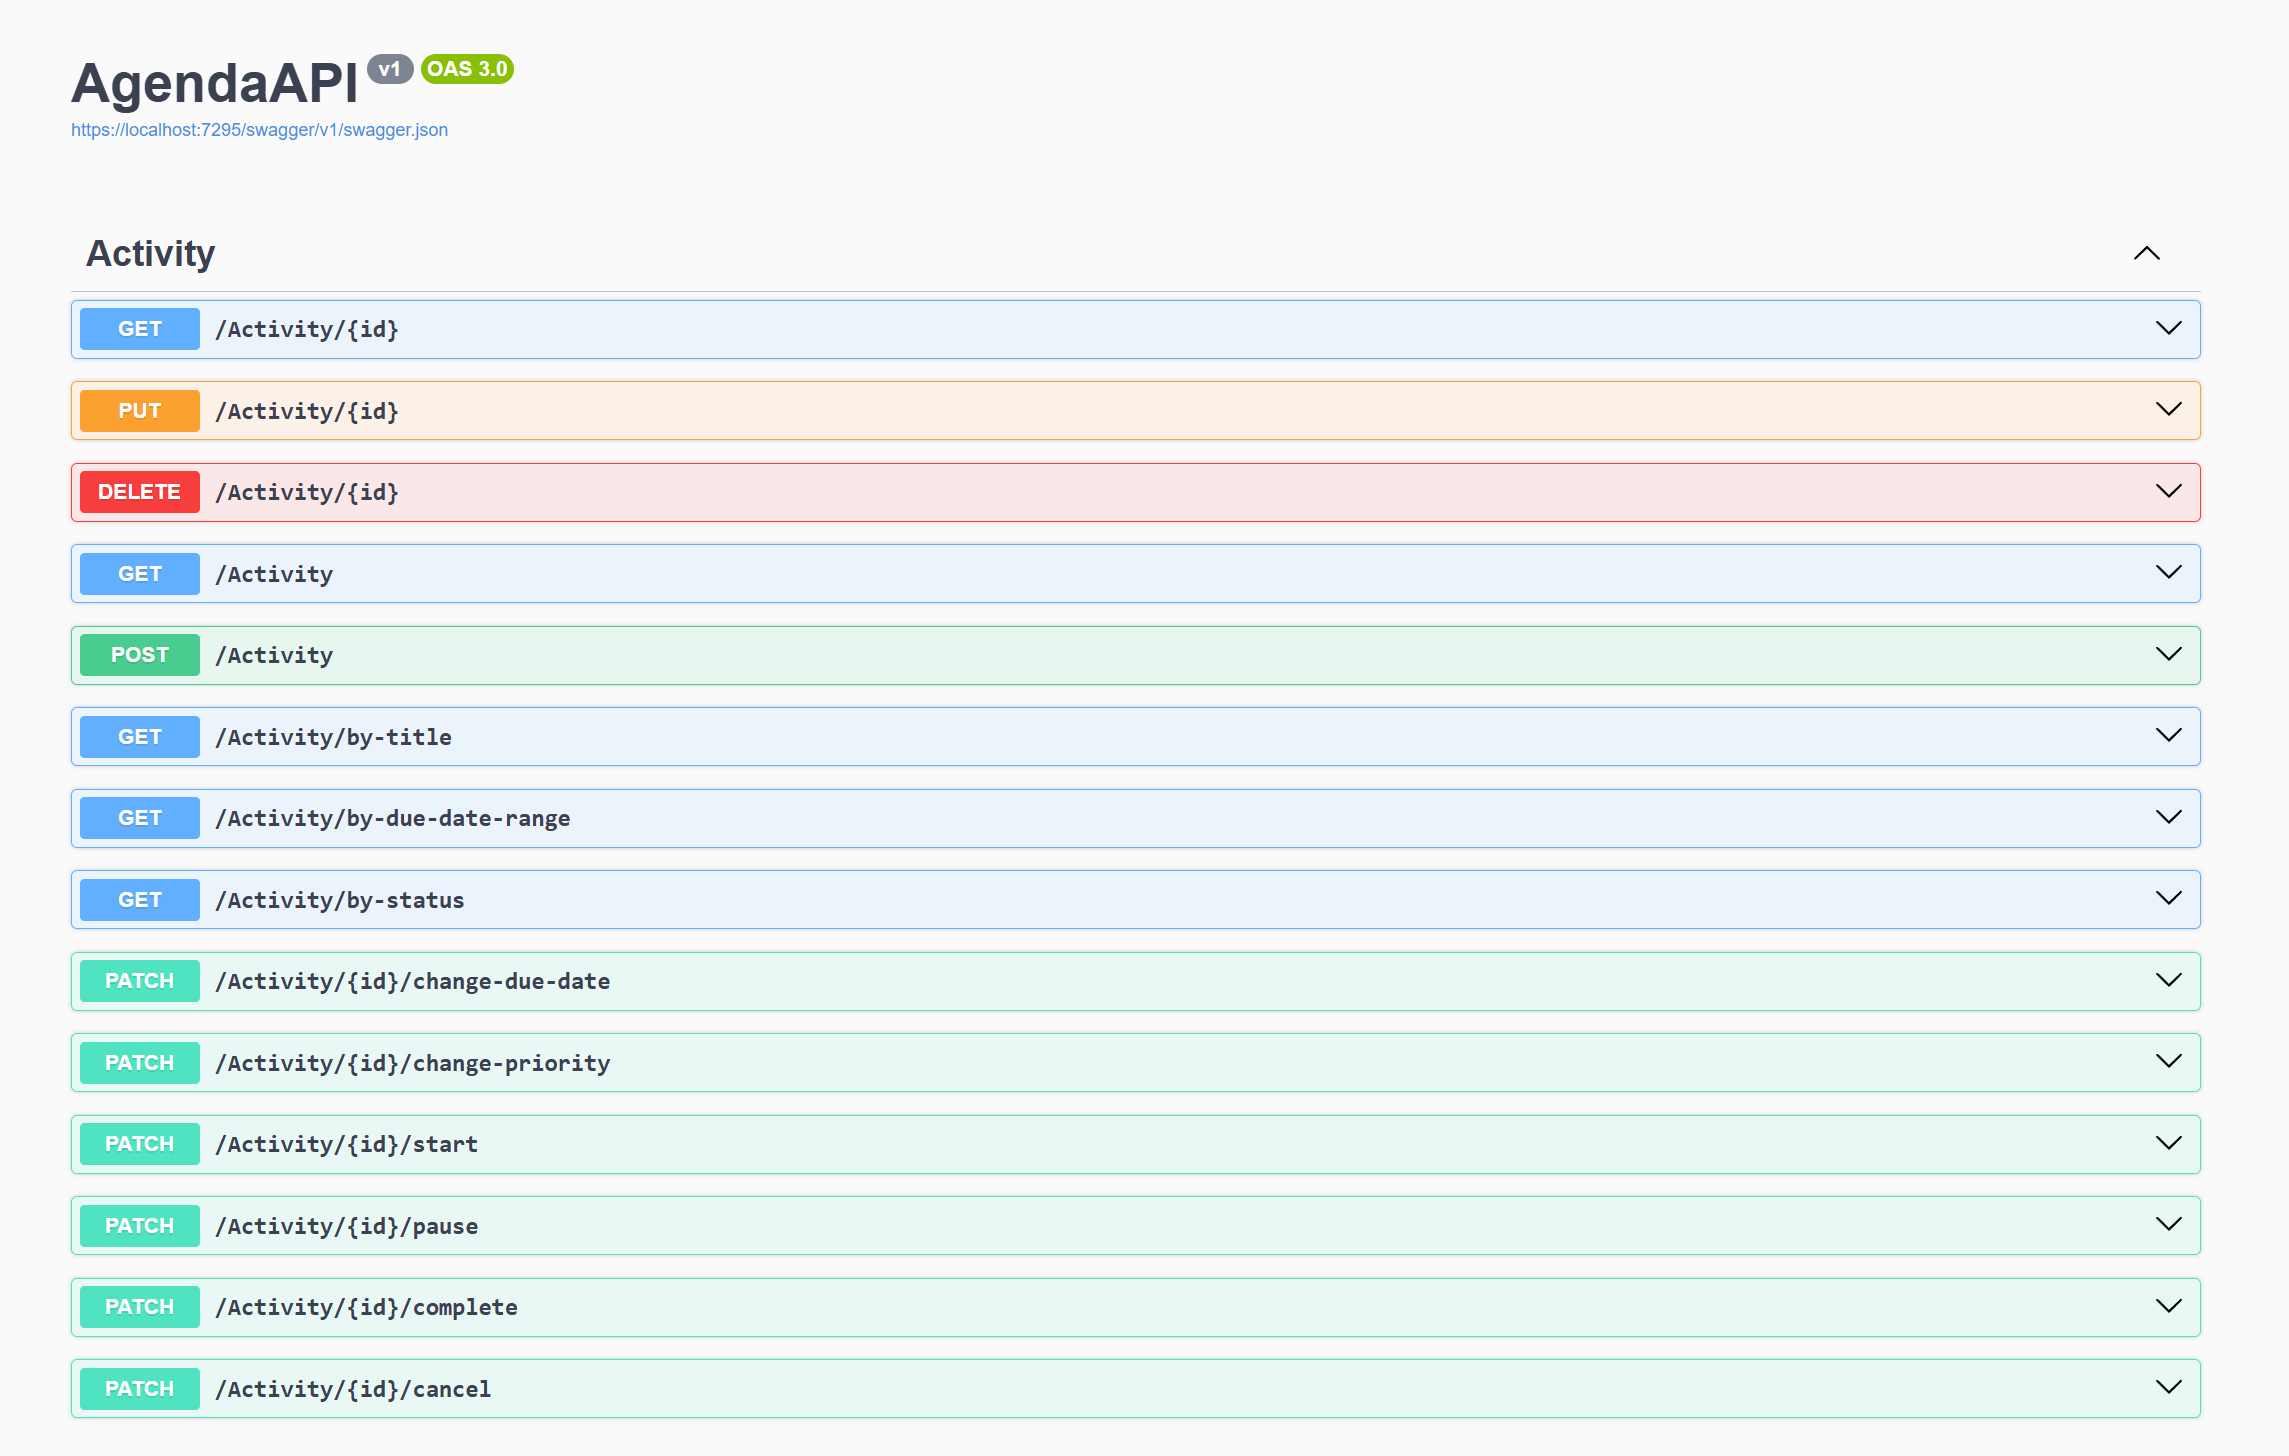 AgendaAPI v1 OAS 3.0
https://localhost:7295/swagger/v1/swagger.json
Activity
GET /Activity/{id}
PUT /Activity/{id}
DELETE /Activity/{id}
GET /Activity
POST /Activity
GET /Activity/by-title
GET /Activity/by-due-date-range
GET /Activity/by-status
PATCH /Activity/{id}/change-due-date
PATCH /Activity/{id}/change-priority
PATCH /Activity/{id}/start
PATCH /Activity/{id}/pause
PATCH /Activity/{id}/complete
PATCH /Activity/{id}/cancel